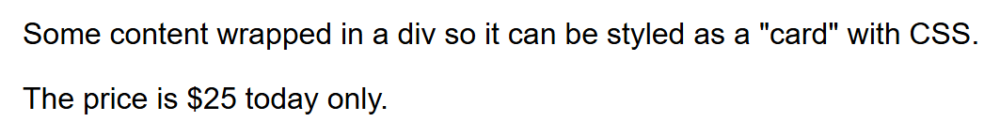 Some content wrapped in a div so it can be styled as a "card" with CSS.
The price is $25 today only.